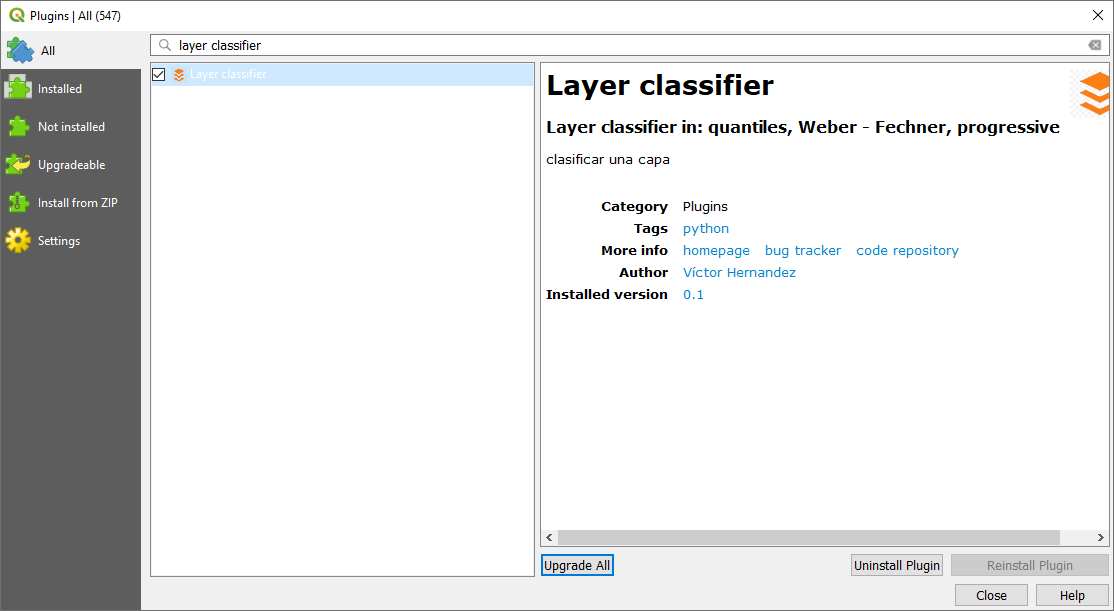 Plugins | All (547)
All
Installed
Not installed
Upgradeable
Install from ZIP
Settings
layer classifier
Layer classifier
Layer classifier
Layer classifier in: quantiles, Weber - Fechner, progressive
clasificar una capa
Category Plugins
Tags python
More info homepage bug tracker code repository
Author Víctor Hernandez
Installed version 0.1
Upgrade All Uninstall Plugin Reinstall Plugin
Close Help